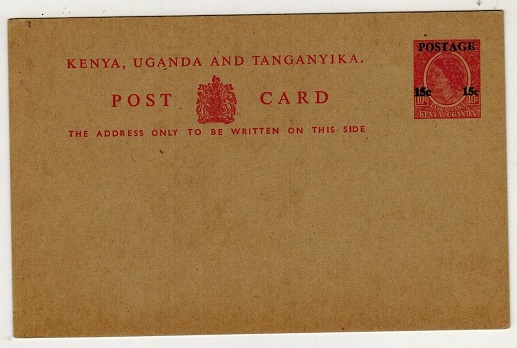 KENYA, UGANDA AND TANGANYIKA.
POST CARD
THE ADDRESS ONLY TO BE WRITTEN ON THIS SIDE
POSTAGE
15c 15c
KENYA UGANDA